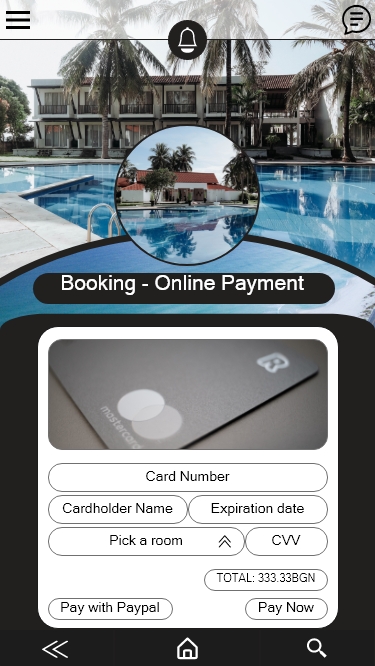 Booking - Online Payment
mastercard
Card Number
Cardholder Name Expiration date
Pick a room CVV
TOTAL: 333.33BGN
Pay with Paypal Pay Now